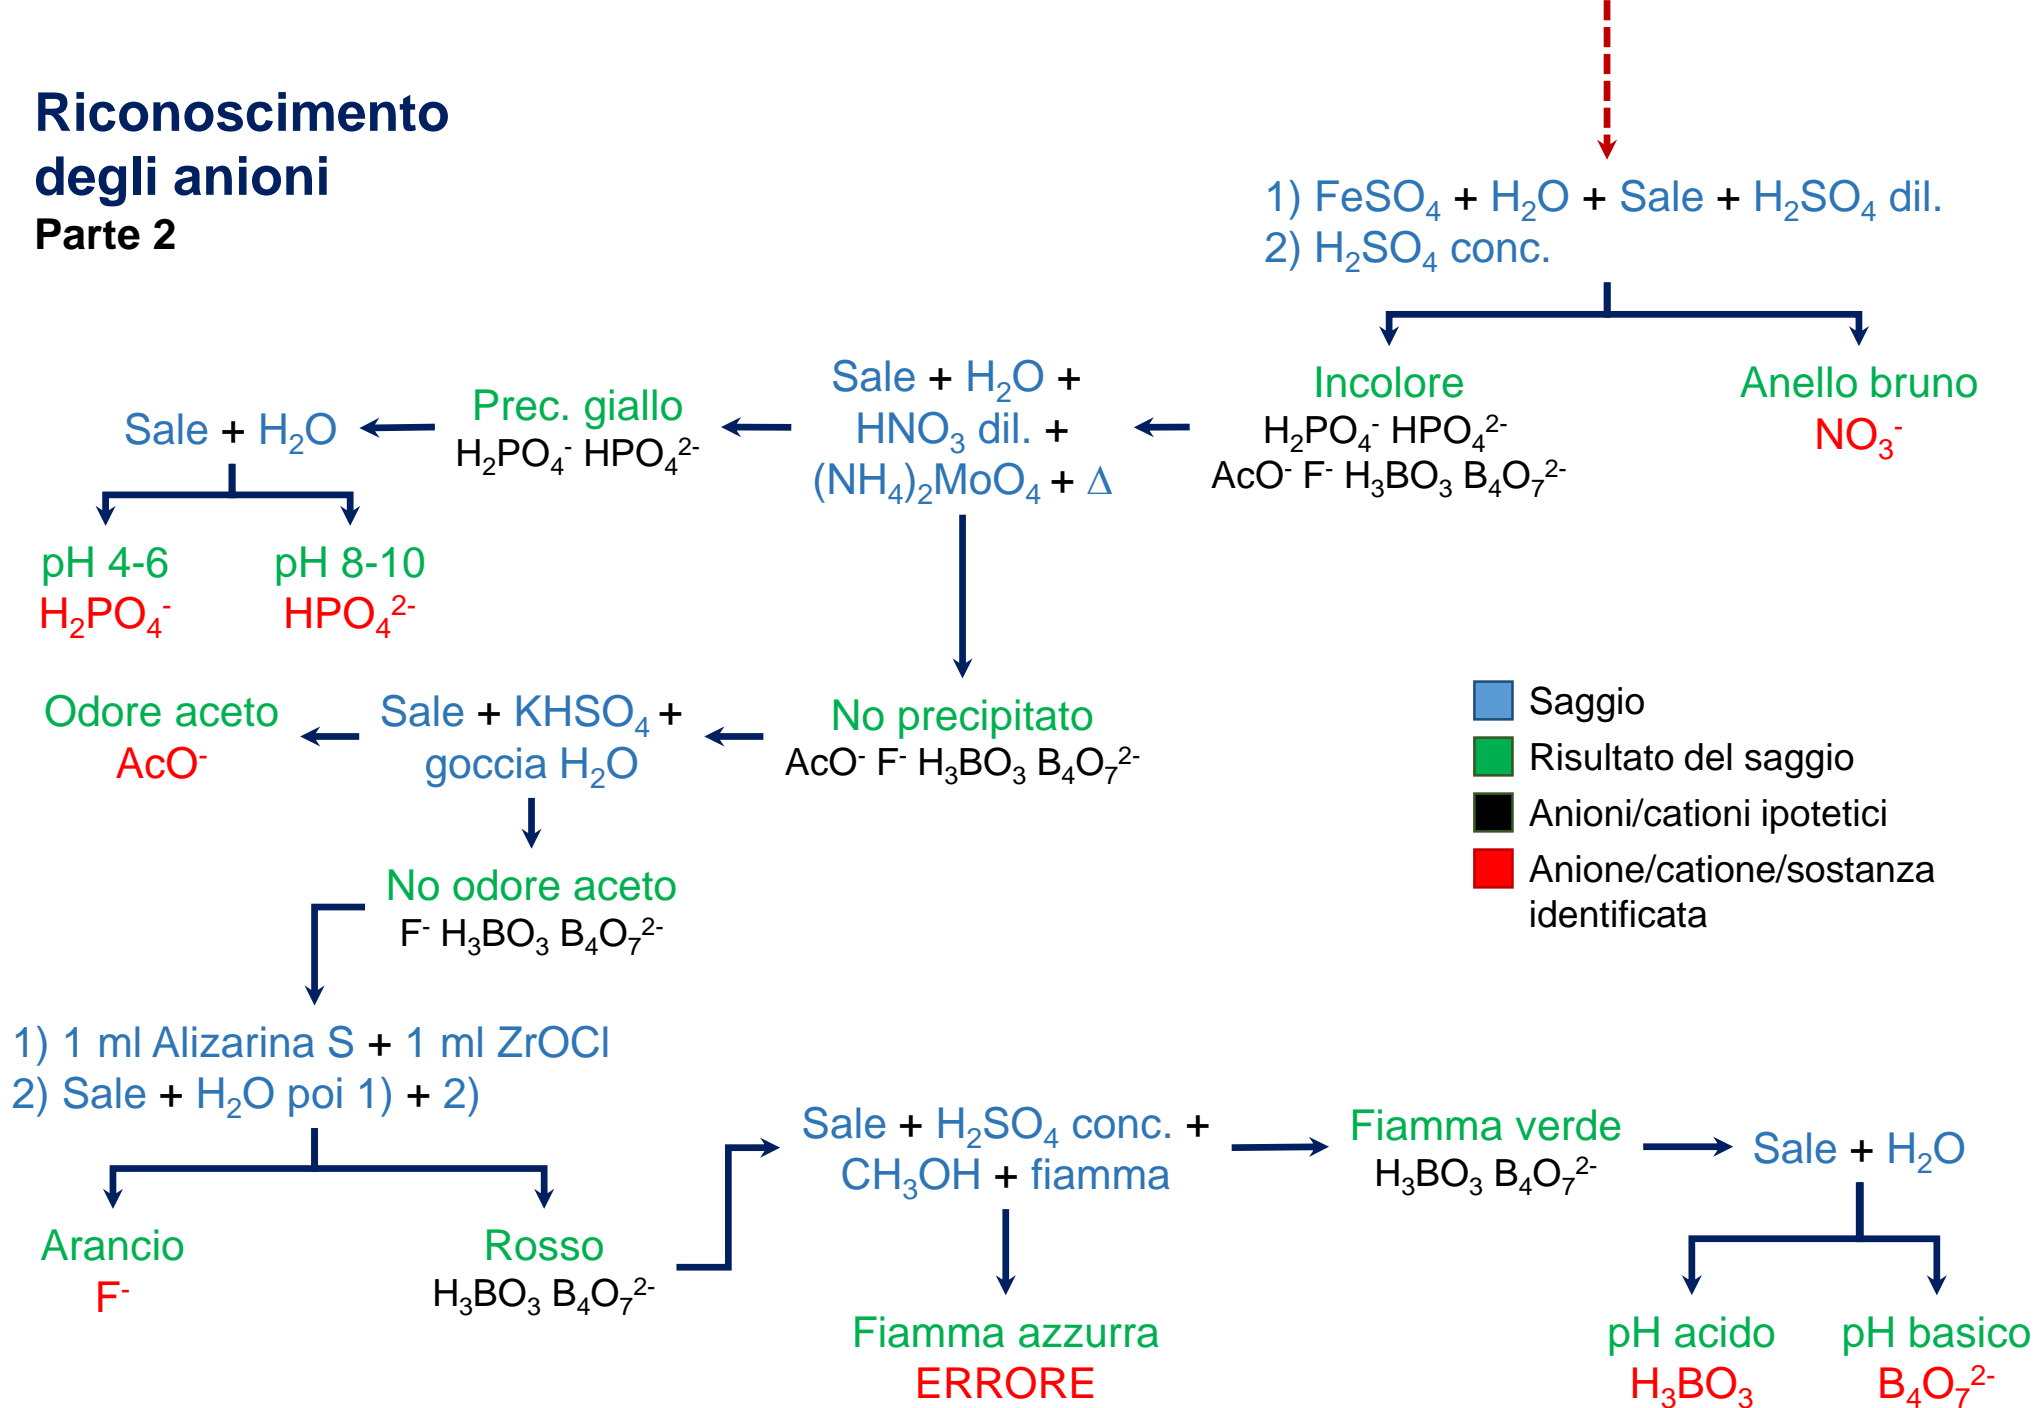 Riconoscimento
degli anioni
Parte 2
1) FeSO₄ + H₂O + Sale + H₂SO₄ dil.
2) H₂SO₄ conc.
Incolore
H₂PO₄⁻ HPO₄²⁻
AcO⁻ F⁻ H₃BO₃ B₄O₇²⁻
Anello bruno
NO₃⁻
Sale + H₂O +
HNO₃ dil. +
(NH₄)₂MoO₄ + Δ
Prec. giallo
H₂PO₄⁻ HPO₄²⁻
Sale + H₂O
pH 4-6
H₂PO₄⁻
pH 8-10
HPO₄²⁻
No precipitato
AcO⁻ F⁻ H₃BO₃ B₄O₇²⁻
Sale + KHSO₄ +
goccia H₂O
Odore aceto
AcO⁻
No odore aceto
F⁻ H₃BO₃ B₄O₇²⁻
Saggio
Risultato del saggio
Anioni/cationi ipotetici
Anione/catione/sostanza
identificata
1) 1 ml Alizarina S + 1 ml ZrOCl
2) Sale + H₂O poi 1) + 2)
Arancio
F⁻
Rosso
H₃BO₃ B₄O₇²⁻
Sale + H₂SO₄ conc. +
CH₃OH + fiamma
Fiamma azzurra
ERRORE
Fiamma verde
H₃BO₃ B₄O₇²⁻
Sale + H₂O
pH acido
H₃BO₃
pH basico
B₄O₇²⁻